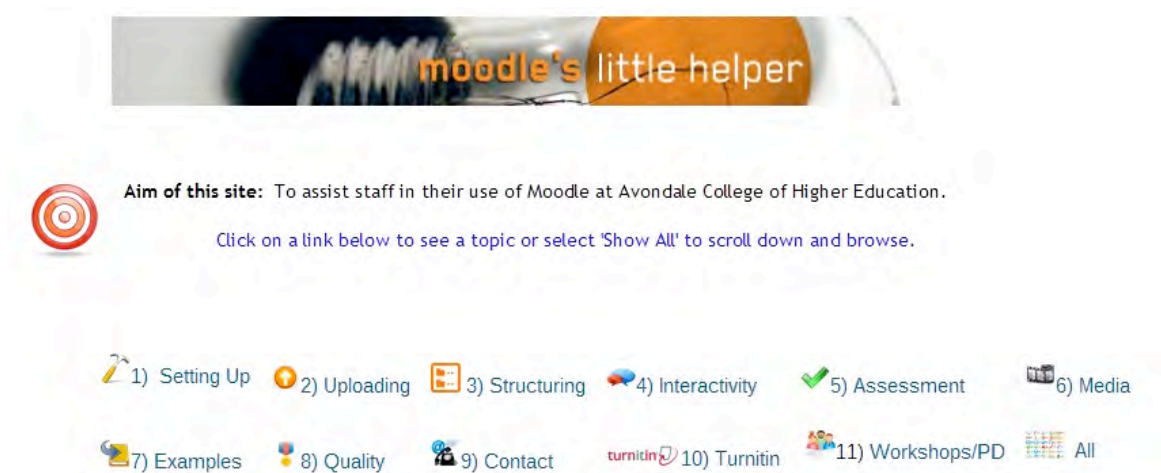 moodle's little helper
Aim of this site: To assist staff in their use of Moodle at Avondale College of Higher Education.
Click on a link below to see a topic or select 'Show All' to scroll down and browse.
1) Setting Up 2) Uploading 3) Structuring 4) Interactivity 5) Assessment 6) Media
7) Examples 8) Quality 9) Contact turnitin 10) Turnitin 11) Workshops/PD All